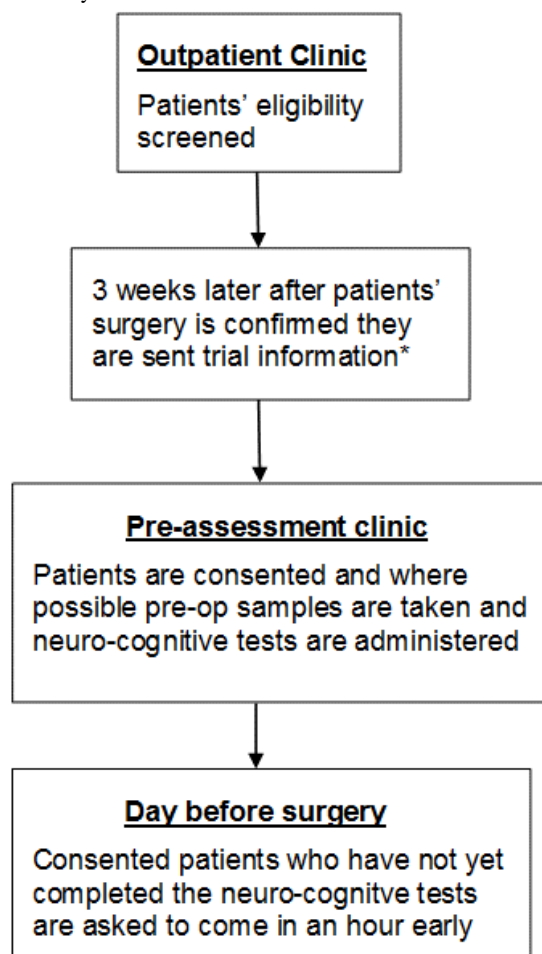 Outpatient Clinic
Patients' eligibility
screened
3 weeks later after patients'
surgery is confirmed they
are sent trial information*
Pre-assessment clinic
Patients are consented and where
possible pre-op samples are taken and
neuro-cognitive tests are administered
Day before surgery
Consented patients who have not yet
completed the neuro-cognitve tests
are asked to come in an hour early